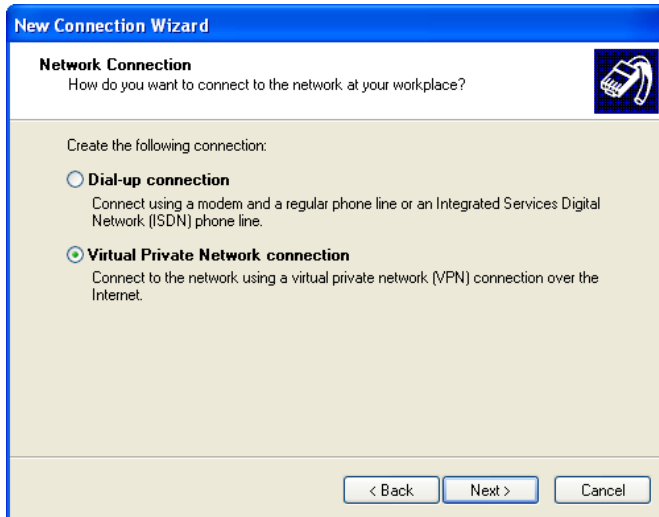 New Connection Wizard
Network Connection
How do you want to connect to the network at your workplace?
Create the following connection:
Dial-up connection
Connect using a modem and a regular phone line or an Integrated Services Digital
Network (ISDN) phone line.
Virtual Private Network connection
Connect to the network using a virtual private network (VPN) connection over the
Internet.
< Back Next > Cancel